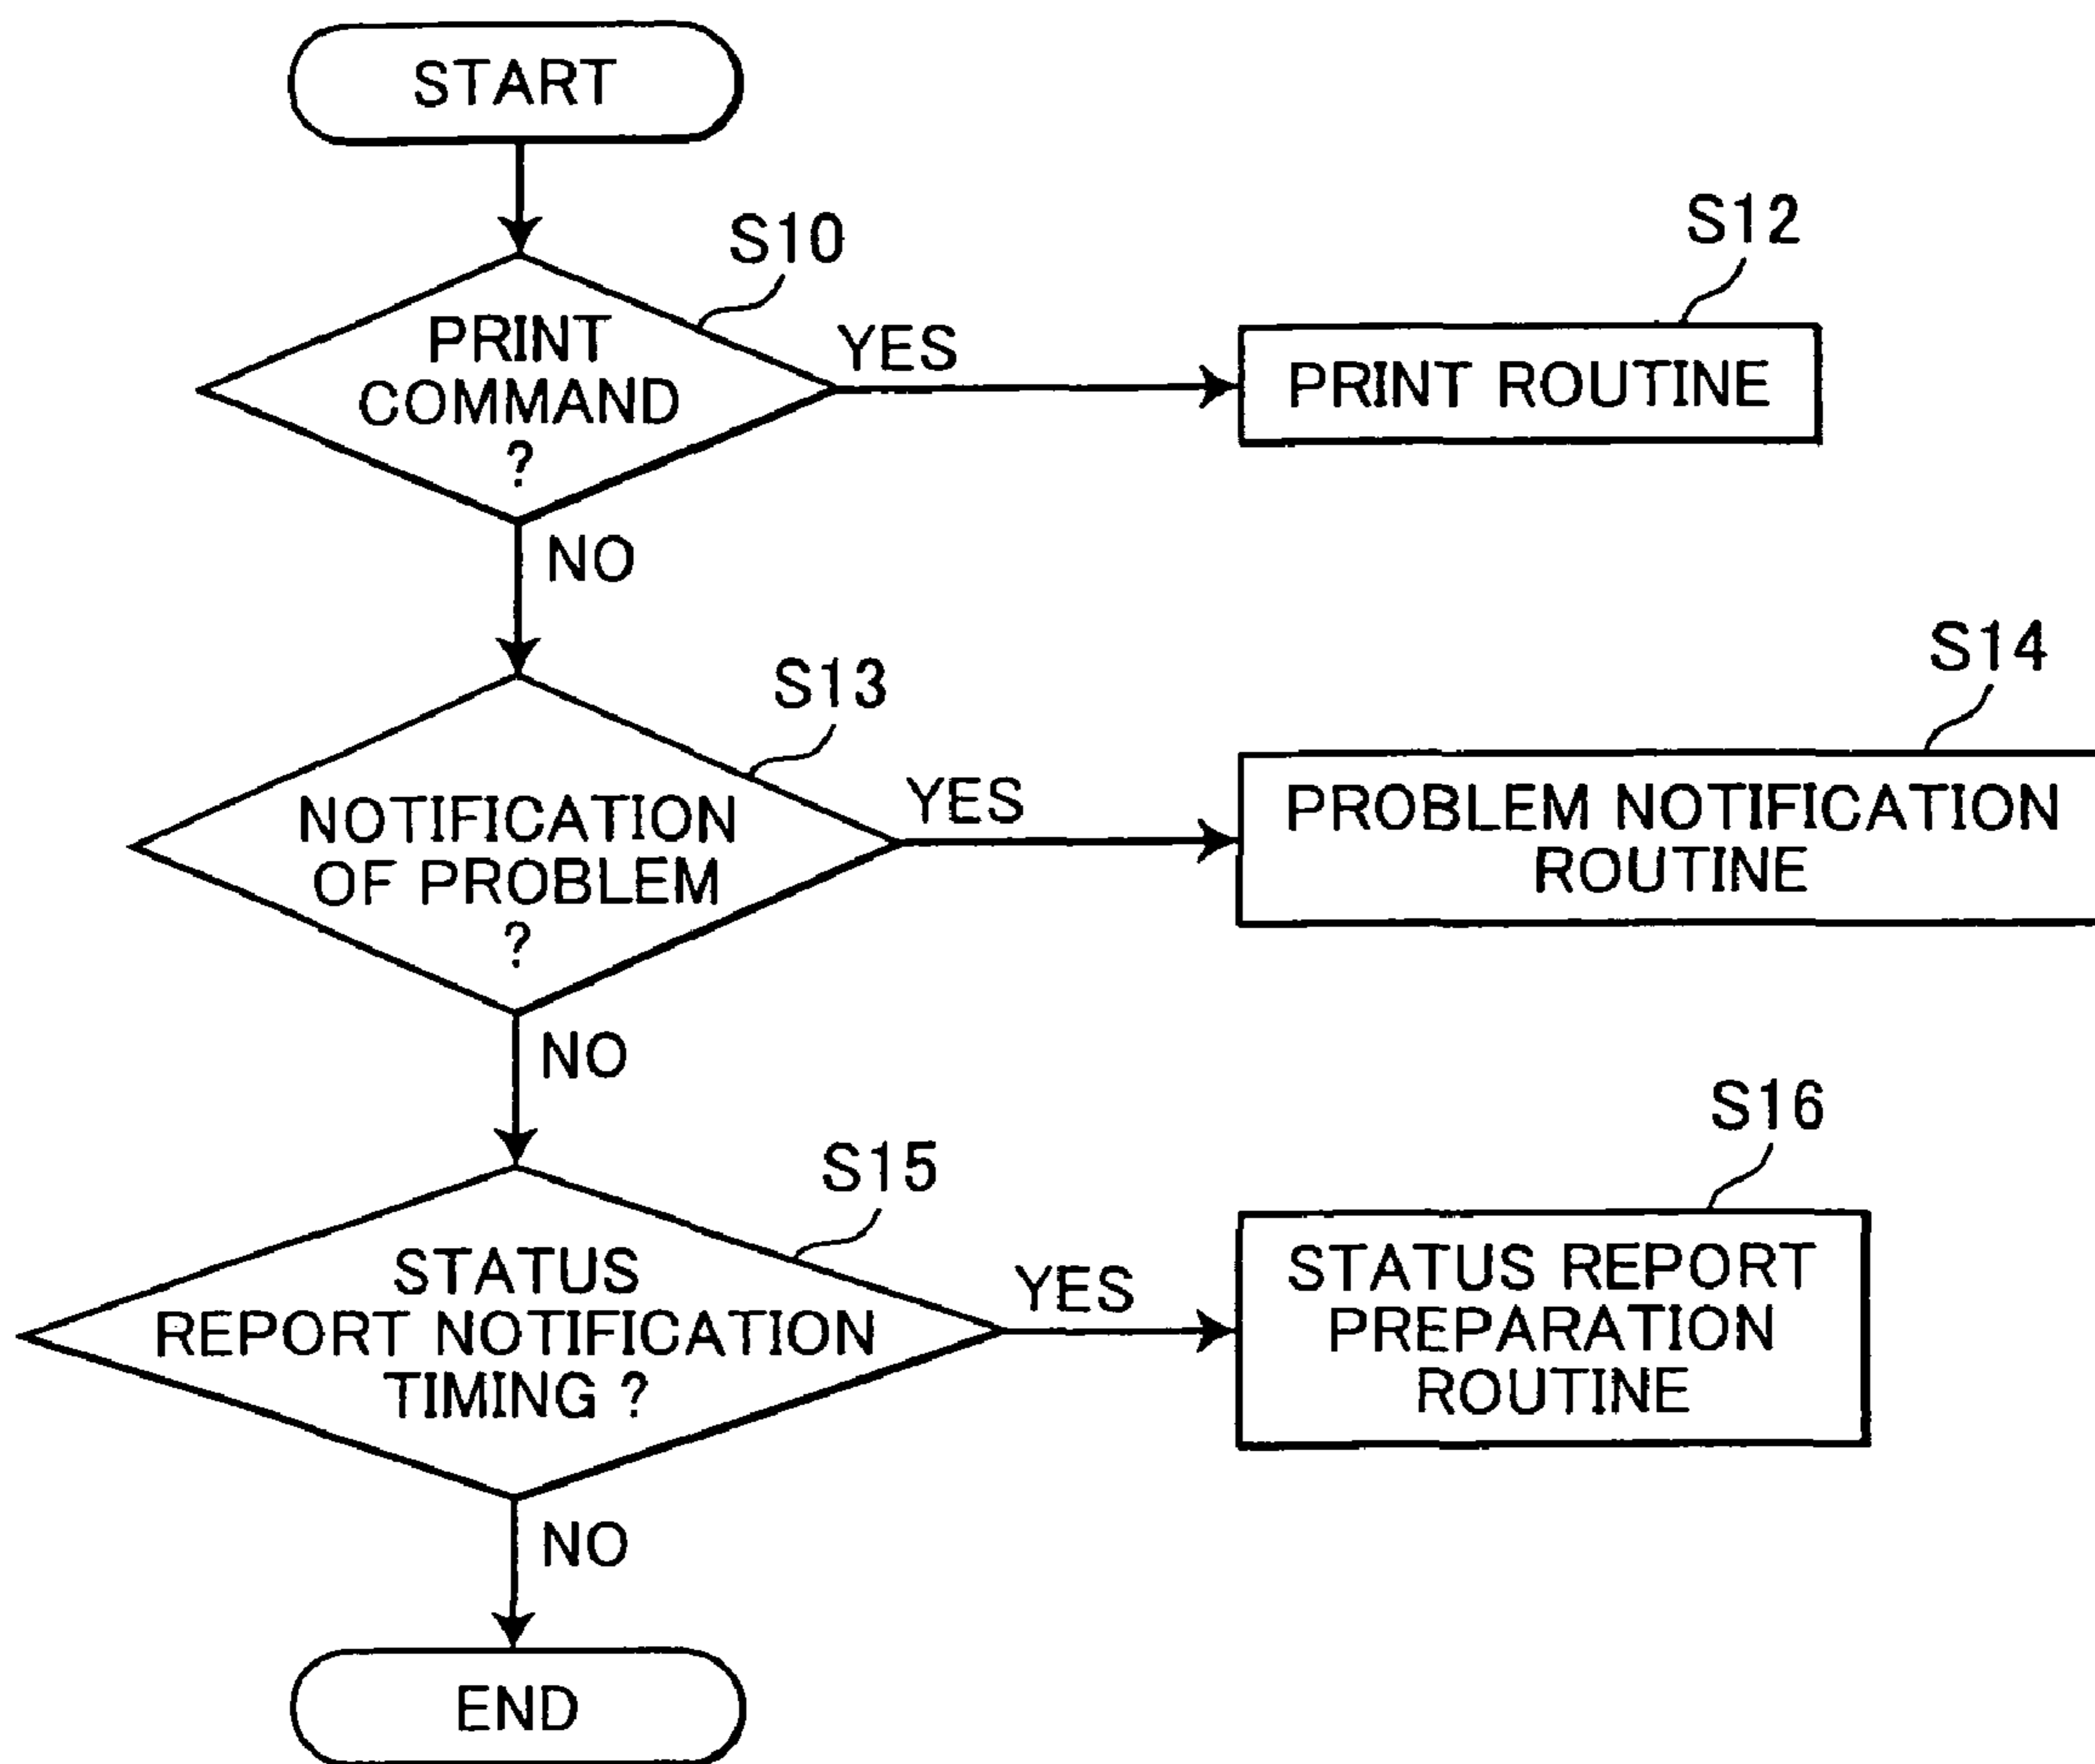 START
S10
PRINT
COMMAND
?
YES
S12
PRINT ROUTINE
NO
S13
NOTIFICATION
OF PROBLEM
?
YES
S14
PROBLEM NOTIFICATION
ROUTINE
NO
S15
STATUS
REPORT NOTIFICATION
TIMING ?
YES
S16
STATUS REPORT
PREPARATION
ROUTINE
NO
END